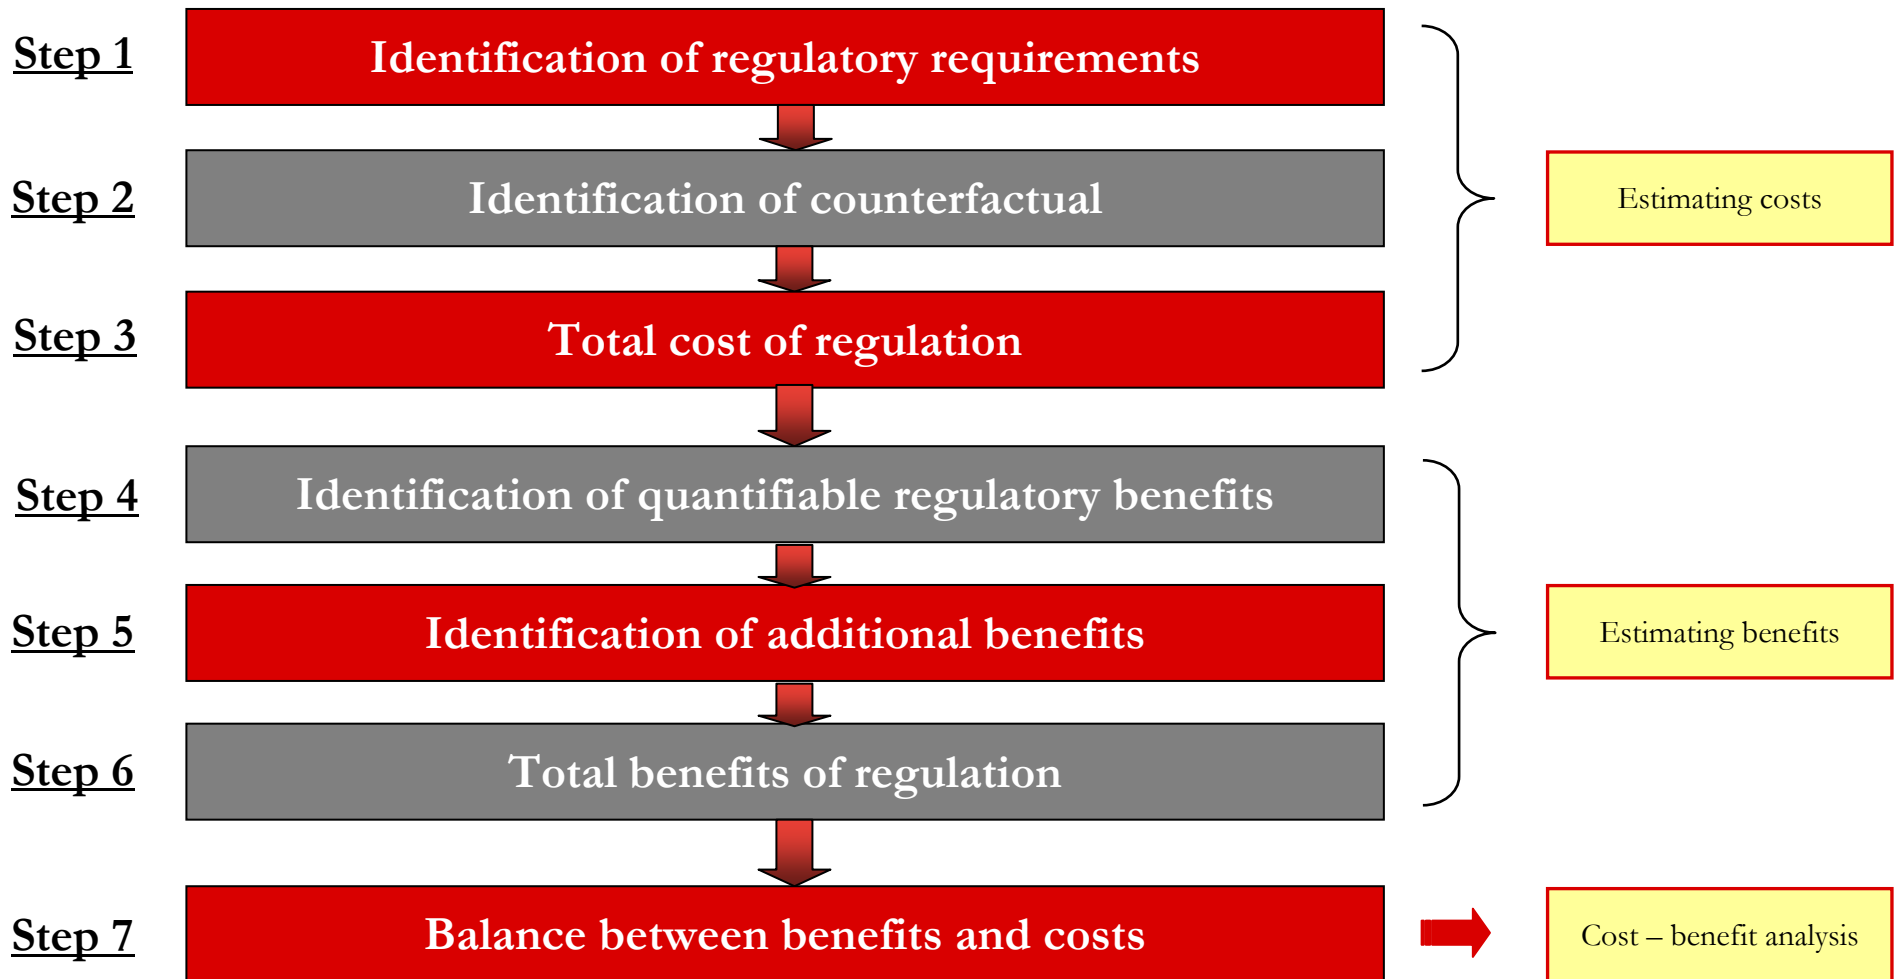 Step 1
Identification of regulatory requirements
Step 2
Identification of counterfactual
Estimating costs
Step 3
Total cost of regulation
Step 4
Identification of quantifiable regulatory benefits
Step 5
Identification of additional benefits
Estimating benefits
Step 6
Total benefits of regulation
Step 7
Balance between benefits and costs
Cost – benefit analysis